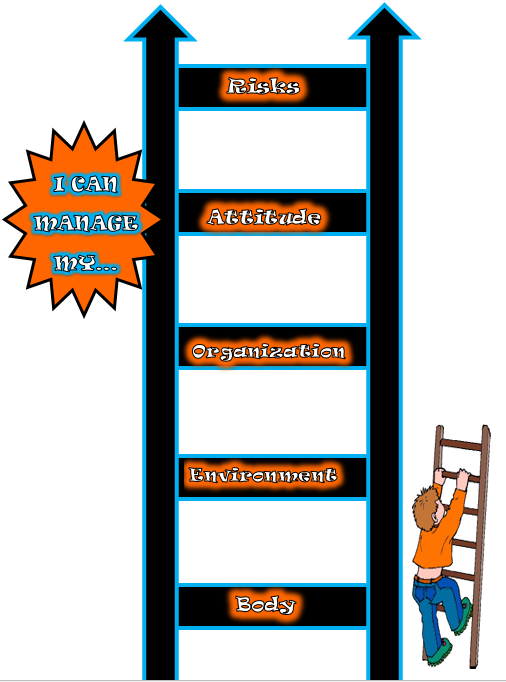 Risks
I CAN
MANAGE
MY...
Attitude
Organization
Environment
Body